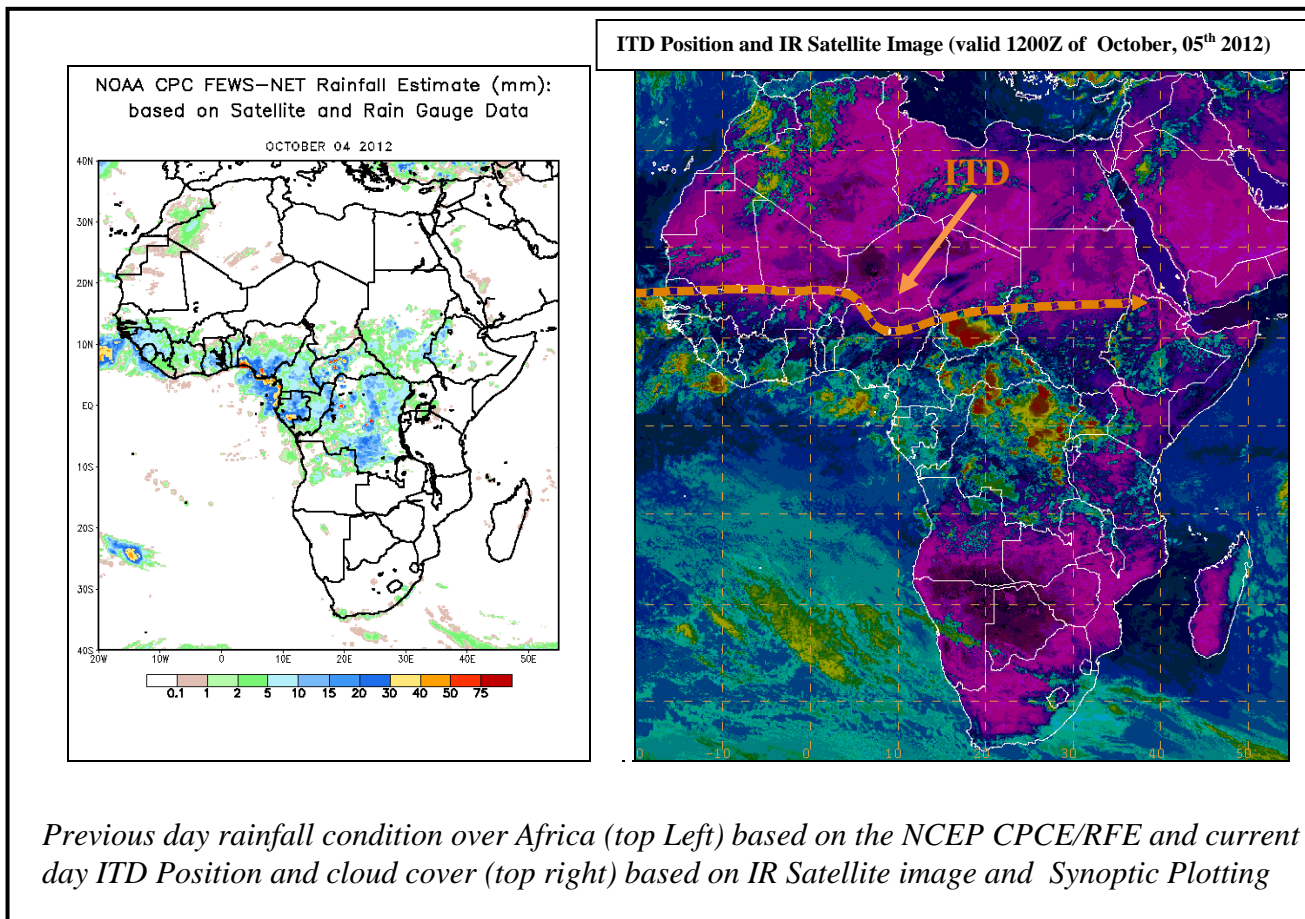 ITD Position and IR Satellite Image (valid 1200Z of October, 05th 2012)
NOAA CPC FEWS-NET Rainfall Estimate (mm):
based on Satellite and Rain Gauge Data
OCTOBER 04 2012
40N
30N
20N
10N
EQ
10S
20S
30S
40S
20W 10W 0 10E 20E 30E 40E 50E
0.1 1 2 5 10 15 20 30 40 50 75
ITD
0 -10 0 10 20 30 40 50
Previous day rainfall condition over Africa (top Left) based on the NCEP CPCE/RFE and current
day ITD Position and cloud cover (top right) based on IR Satellite image and Synoptic Plotting